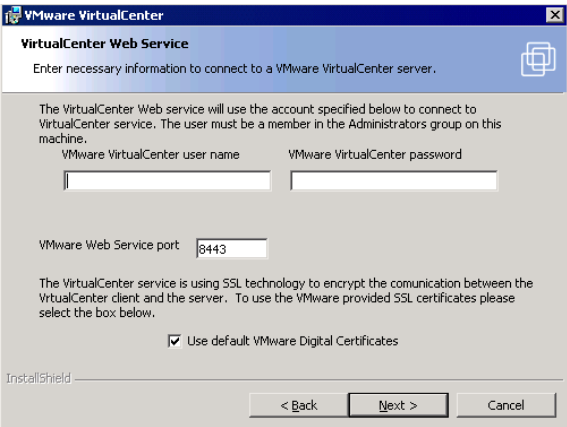 VMware VirtualCenter
VirtualCenter Web Service
Enter necessary information to connect to a VMware VirtualCenter server.
The VirtualCenter Web service will use the account specified below to connect to
VirtualCenter service. The user must be a member in the Administrators group on this
machine.
VMware VirtualCenter user name VMware VirtualCenter password
VMware Web Service port 8443
The VirtualCenter service is using SSL technology to encrypt the comunication between the
VrtualCenter client and the server. To use the VMware provided SSL certificates please
select the box below.
Use default VMware Digital Certificates
InstallShield
< Back Next > Cancel